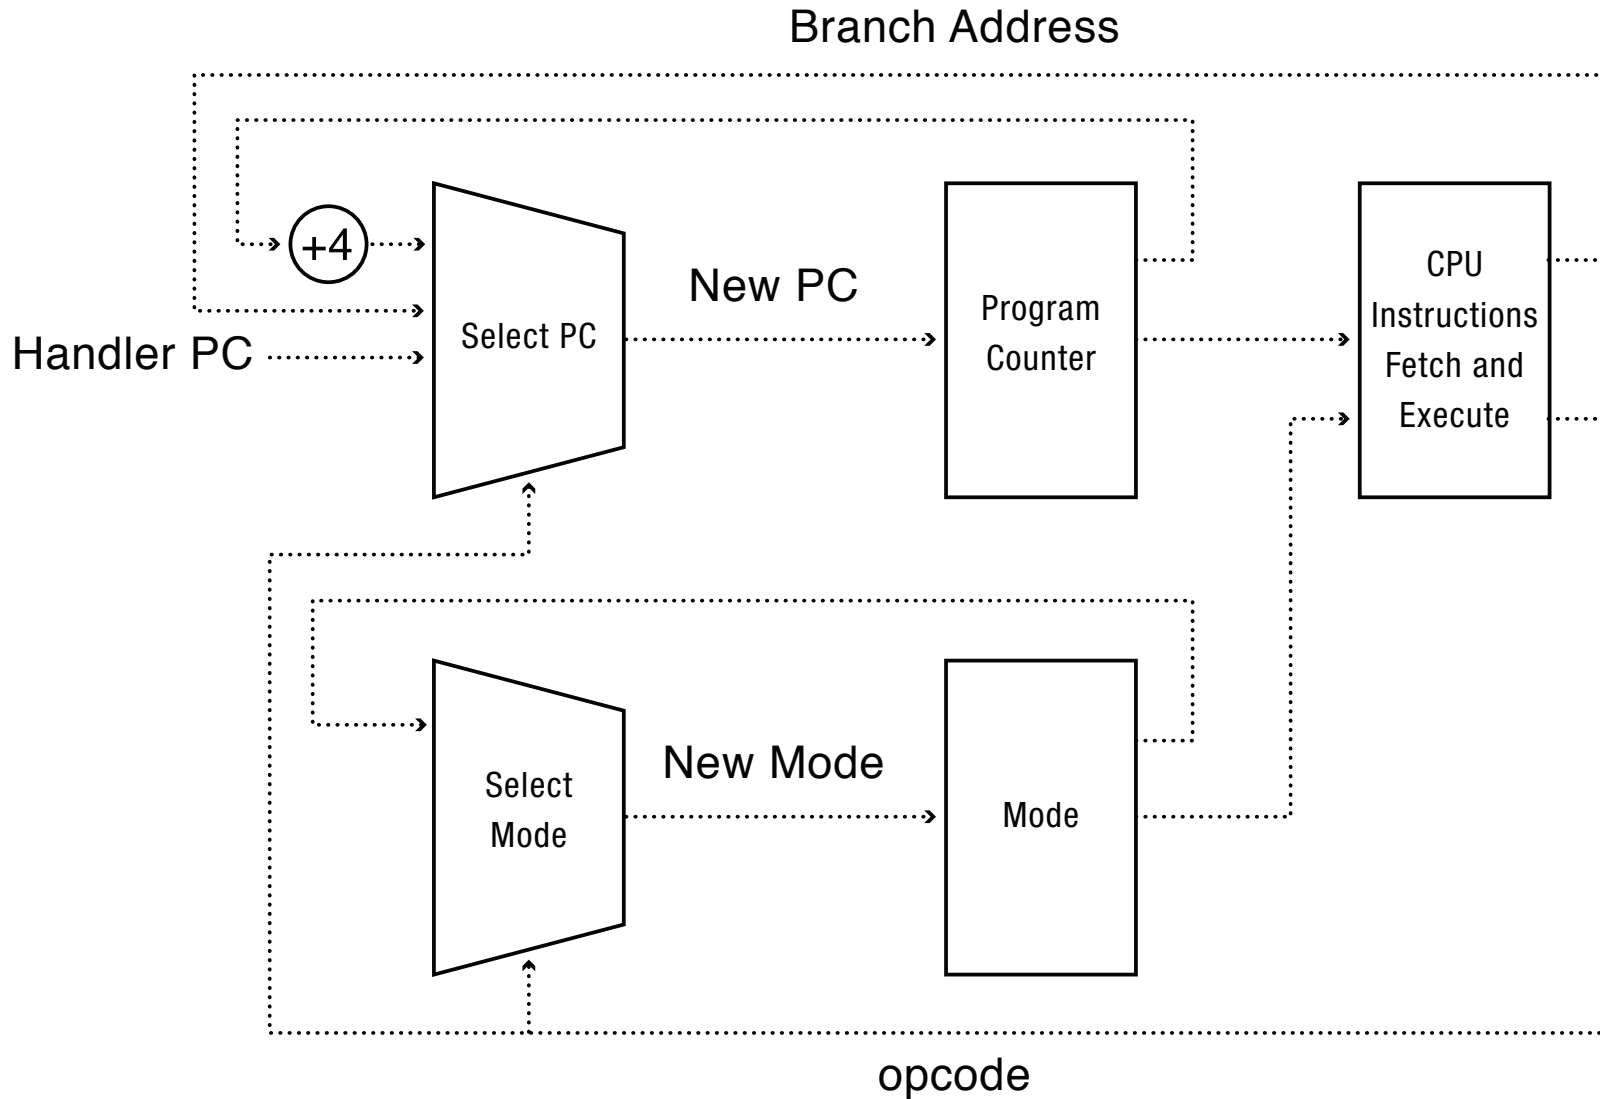 Branch Address
+4
Handler PC
Select PC
New PC
Program
Counter
CPU
Instructions
Fetch and
Execute
Select
Mode
New Mode
Mode
opcode